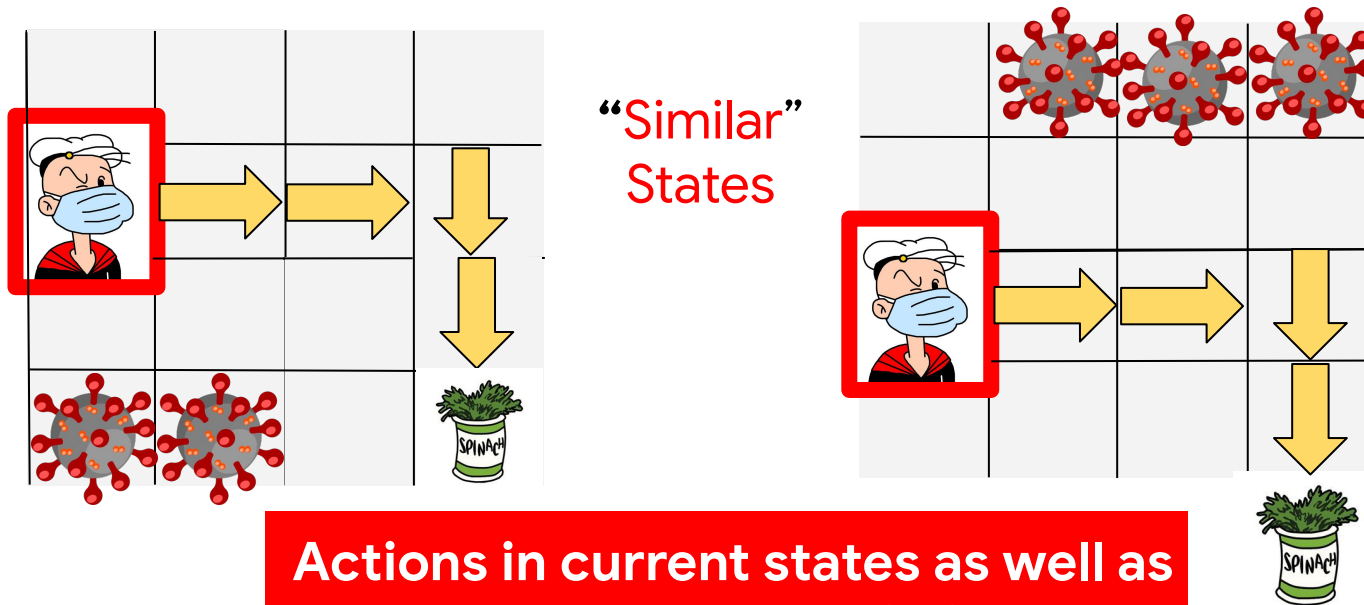 “Similar”
States
SPINACH
Actions in current states as well as
SPINACH